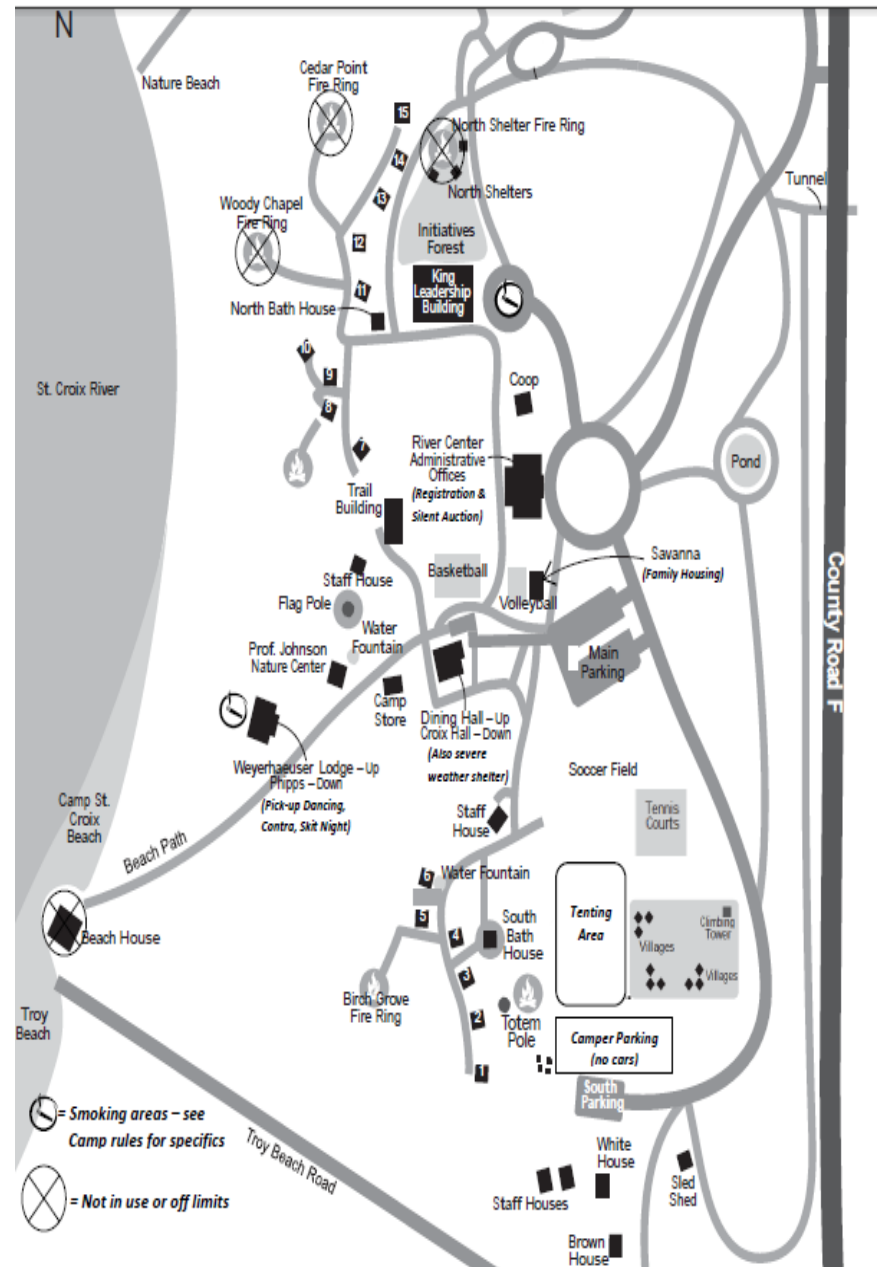 N
Nature Beach
Cedar Point
Fire Ring
15
North Shelter Fire Ring
14
North Shelters
13
Tunnel
Woody Chapel
Fire Ring
12
Initiatives
Forest
11
King
Leadership
Building
North Bath House
10
9
8
St. Croix River
Coop
7
River Center
Administrative
Offices
(Registration &
Silent Auction)
Pond
Trail
Building
Savanna
(Family Housing)
Basketball
Volleyball
Staff House
Flag Pole
Water
Fountain
County Road F
Prof. Johnson
Nature Center
Main
Parking
Camp
Store
Dining Hall – Up
Croix Hall – Down
(Also severe
weather shelter)
Weyerhaeuser Lodge – Up
Phipps – Down
(Pick-up Dancing,
Contra, Skit Night)
Soccer Field
Camp St.
Croix
Beach
Tennis
Courts
Staff
House
Beach Path
6
Water Fountain
5
4
South
Bath
House
Tenting
Area
Climbing
Tower
Villages
Villages
Beach House
3
Birch Grove
Fire Ring
2
Totem
Pole
Troy
Beach
Camper Parking
(no cars)
1
South
Parking
= Smoking areas – see
Camp rules for specifics
Troy Beach Road
White
House
Staff Houses
Sled
Shed
= Not in use or off limits
Brown
House